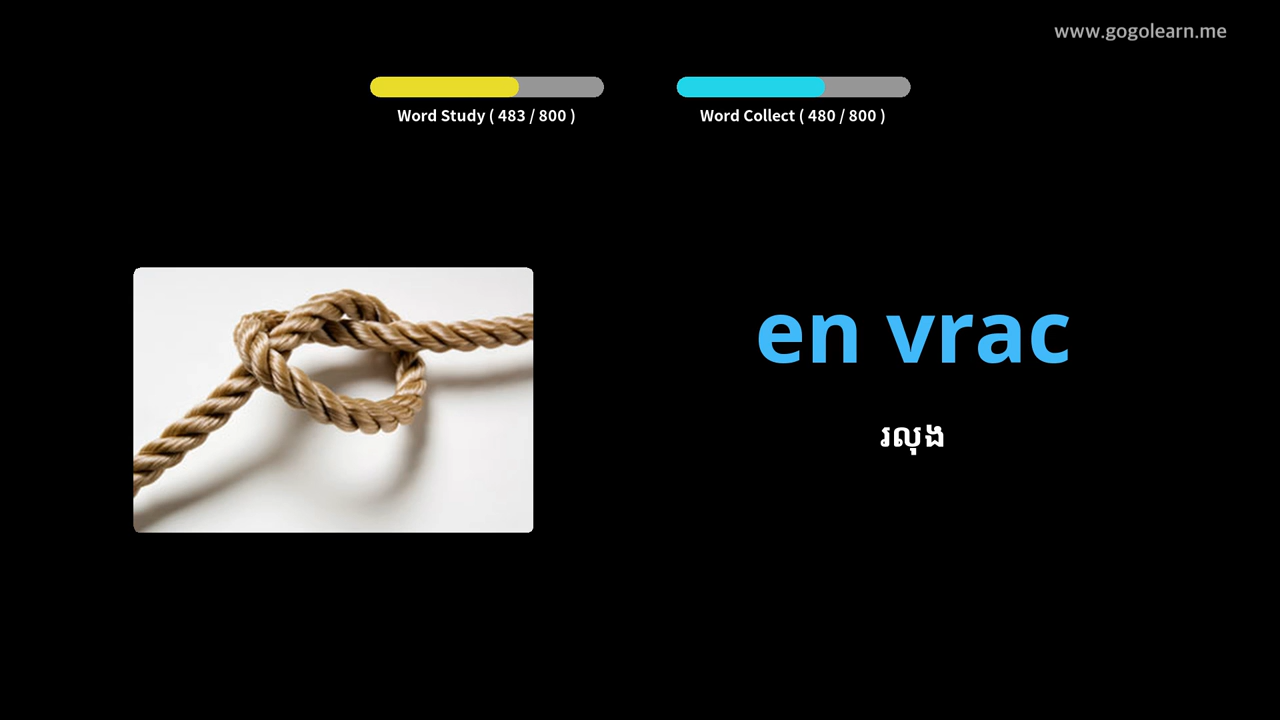 www.gogolearn.me
Word Study ( 483 / 800 )
Word Collect ( 480 / 800 )
en vrac
រលុង